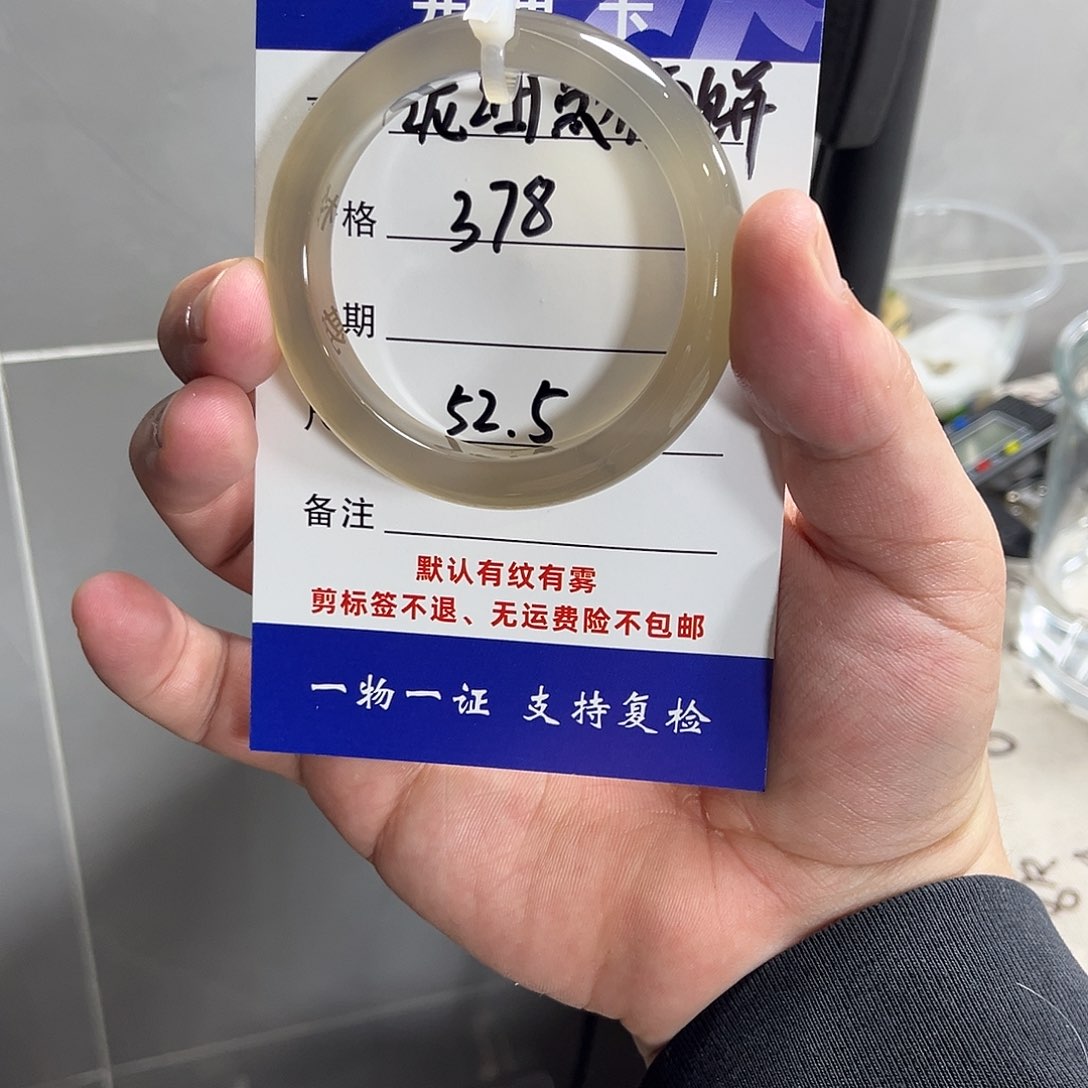 格 378
期
52.5
备注
默认有纹有雾
剪标签不退、无运费险不包邮
一物一证 支持复检